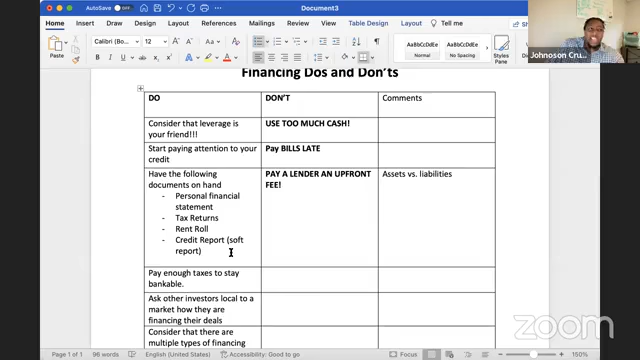 AutoSave OFF
Document3
Home Insert Draw Design Layout References Mailings Review View Table Design Layout Tell me
Share
Paste
Calibri (Bo... 12
AaBbCcDdEe AaBbCcDdEe
Normal No Spacing
Styles Pane
Johnoson Cru...
Financing Dos and Don'ts
DO DON'T Comments
Consider that leverage is your friend!!!
USE TOO MUCH CASH!
Start paying attention to your credit
Pay BILLS LATE
Have the following documents on hand
- Personal financial statement
- Tax Returns
- Rent Roll
- Credit Report (soft report)
PAY A LENDER AN UPFRONT FEE!
Assets vs. liabilities
Pay enough taxes to stay bankable.
Ask other investors local to a market how they are financing their deals
Consider that there are multiple types of financing
zoom
Page 1 of 1 96 words English (United States) Accessibility: Good to go Focus 150%